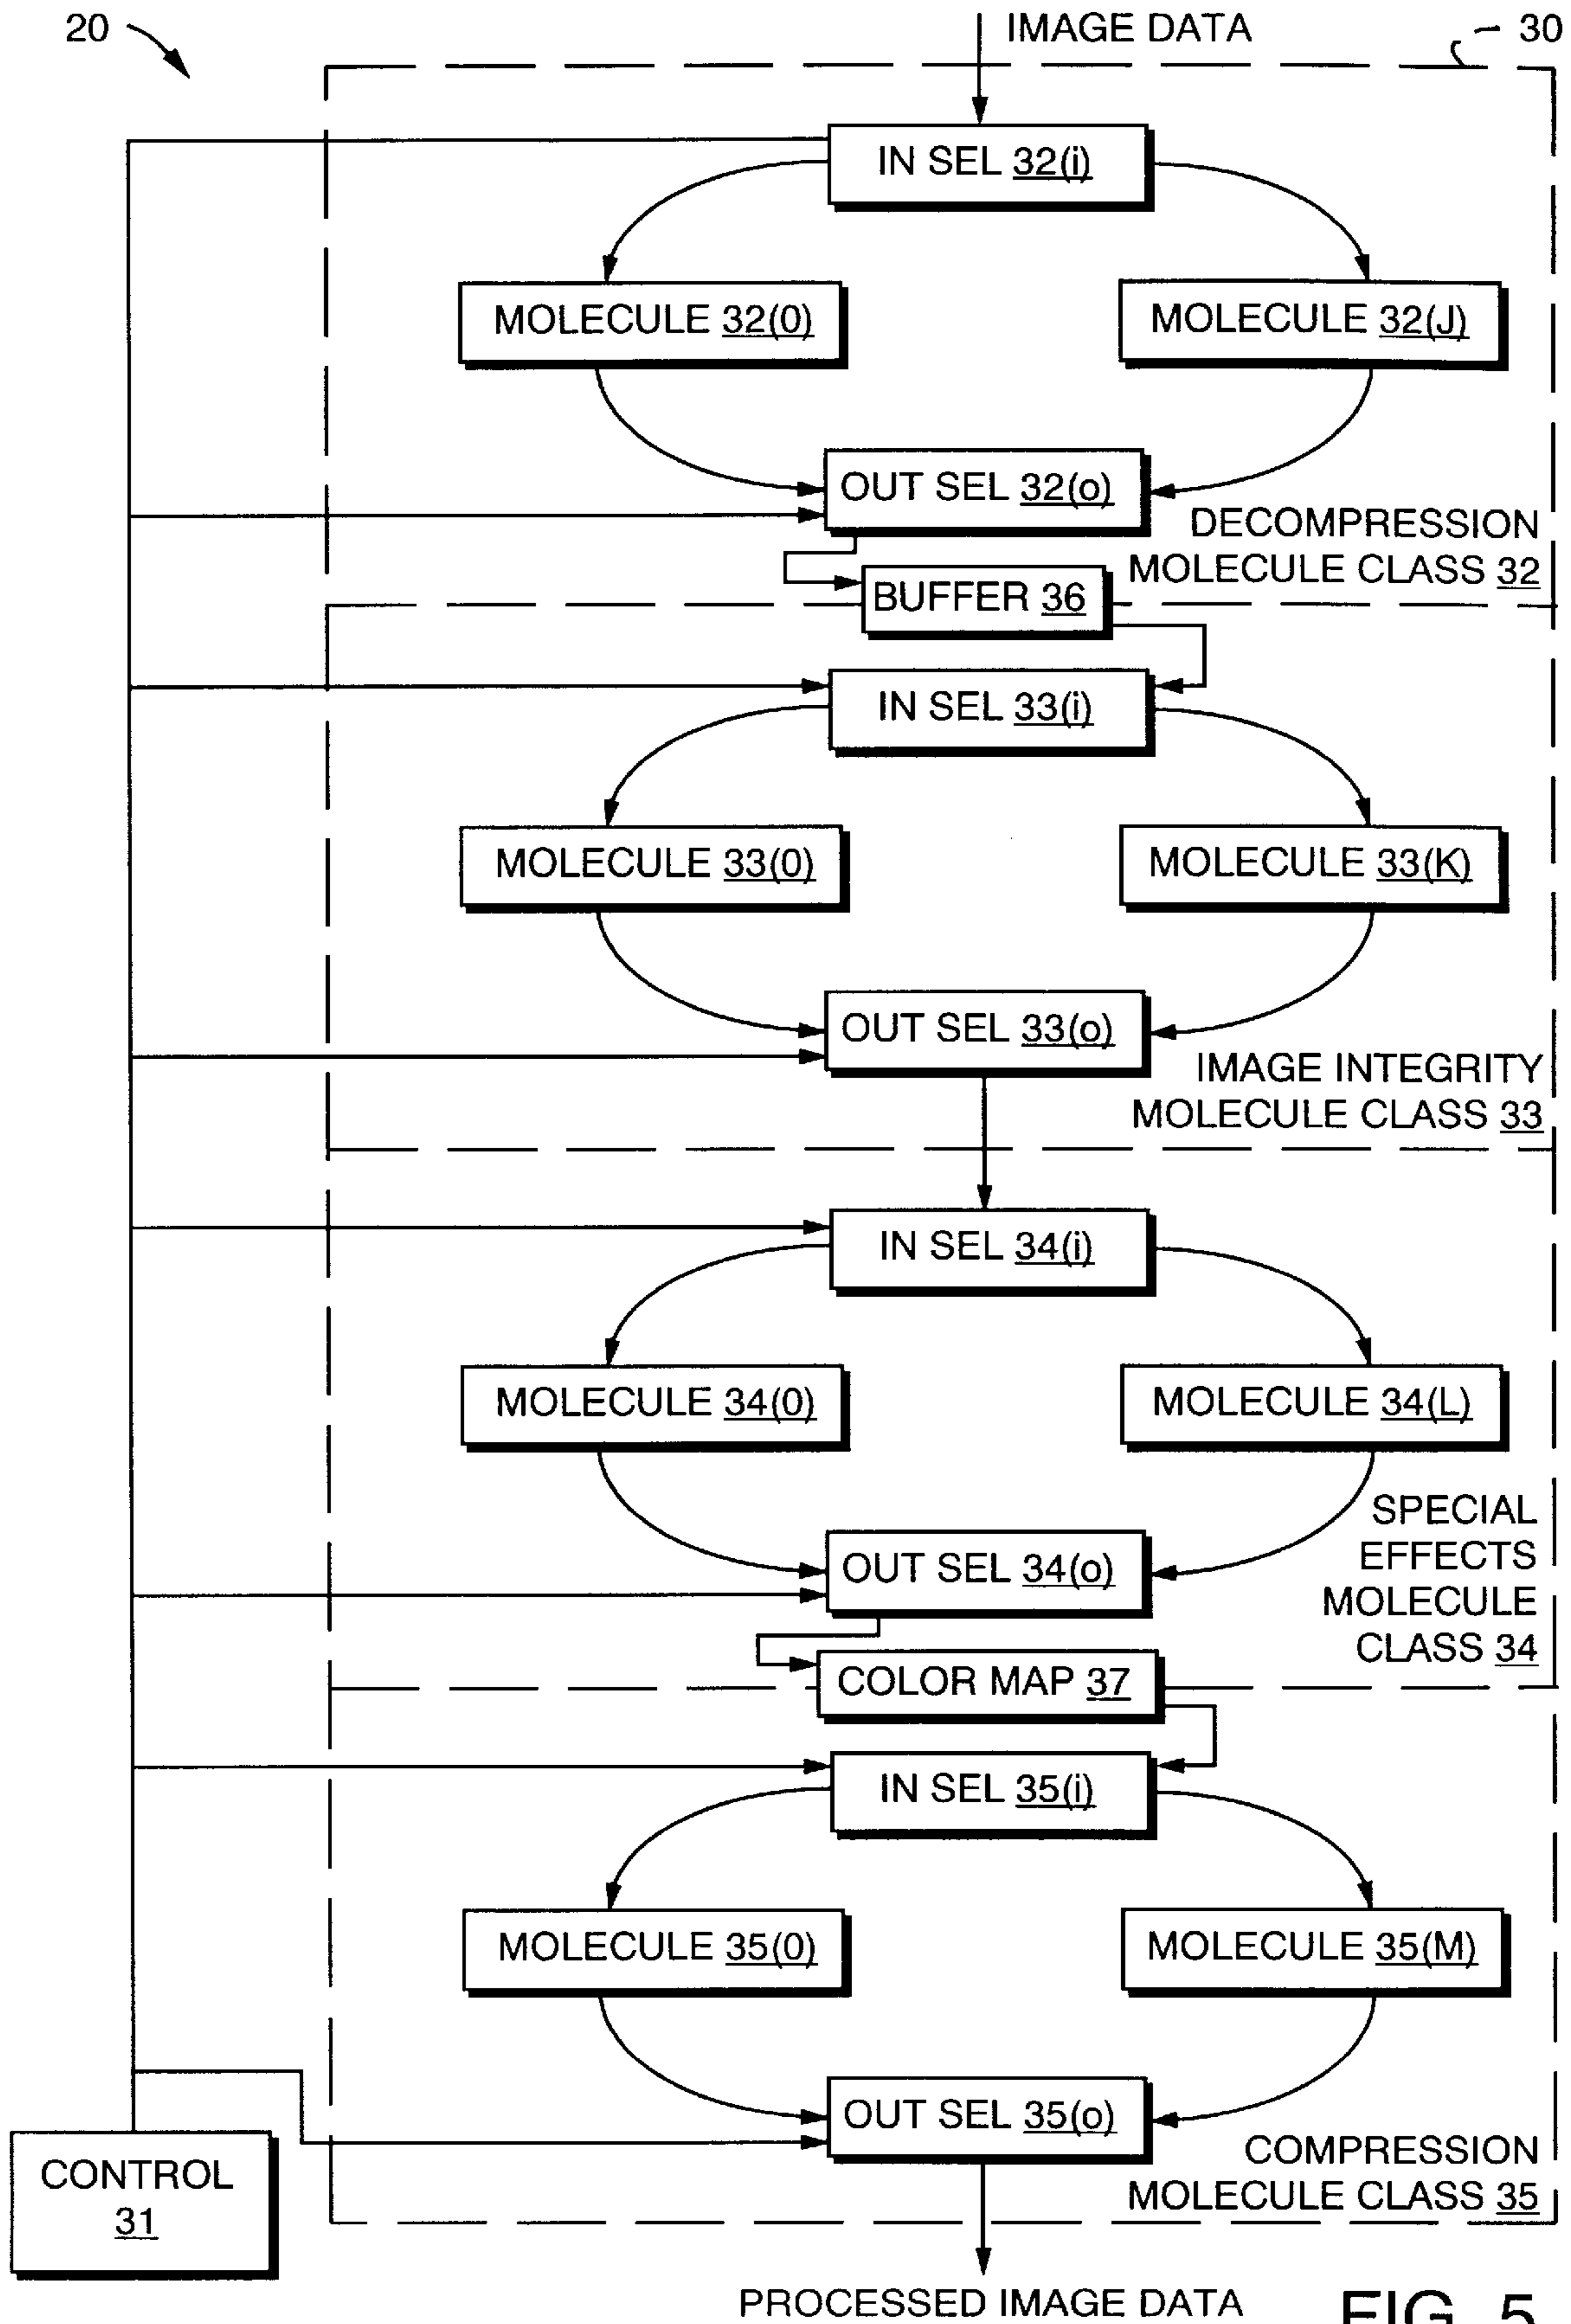 20
IMAGE DATA
30
IN SEL 32(i)
MOLECULE 32(0)
MOLECULE 32(J)
OUT SEL 32(o)
DECOMPRESSION
MOLECULE CLASS 32
BUFFER 36
IN SEL 33(i)
MOLECULE 33(0)
MOLECULE 33(K)
OUT SEL 33(o)
IMAGE INTEGRITY
MOLECULE CLASS 33
IN SEL 34(i)
MOLECULE 34(0)
MOLECULE 34(L)
OUT SEL 34(o)
SPECIAL
EFFECTS
MOLECULE
CLASS 34
COLOR MAP 37
IN SEL 35(i)
MOLECULE 35(0)
MOLECULE 35(M)
OUT SEL 35(o)
COMPRESSION
MOLECULE CLASS 35
CONTROL
31
PROCESSED IMAGE DATA
FIG. 5